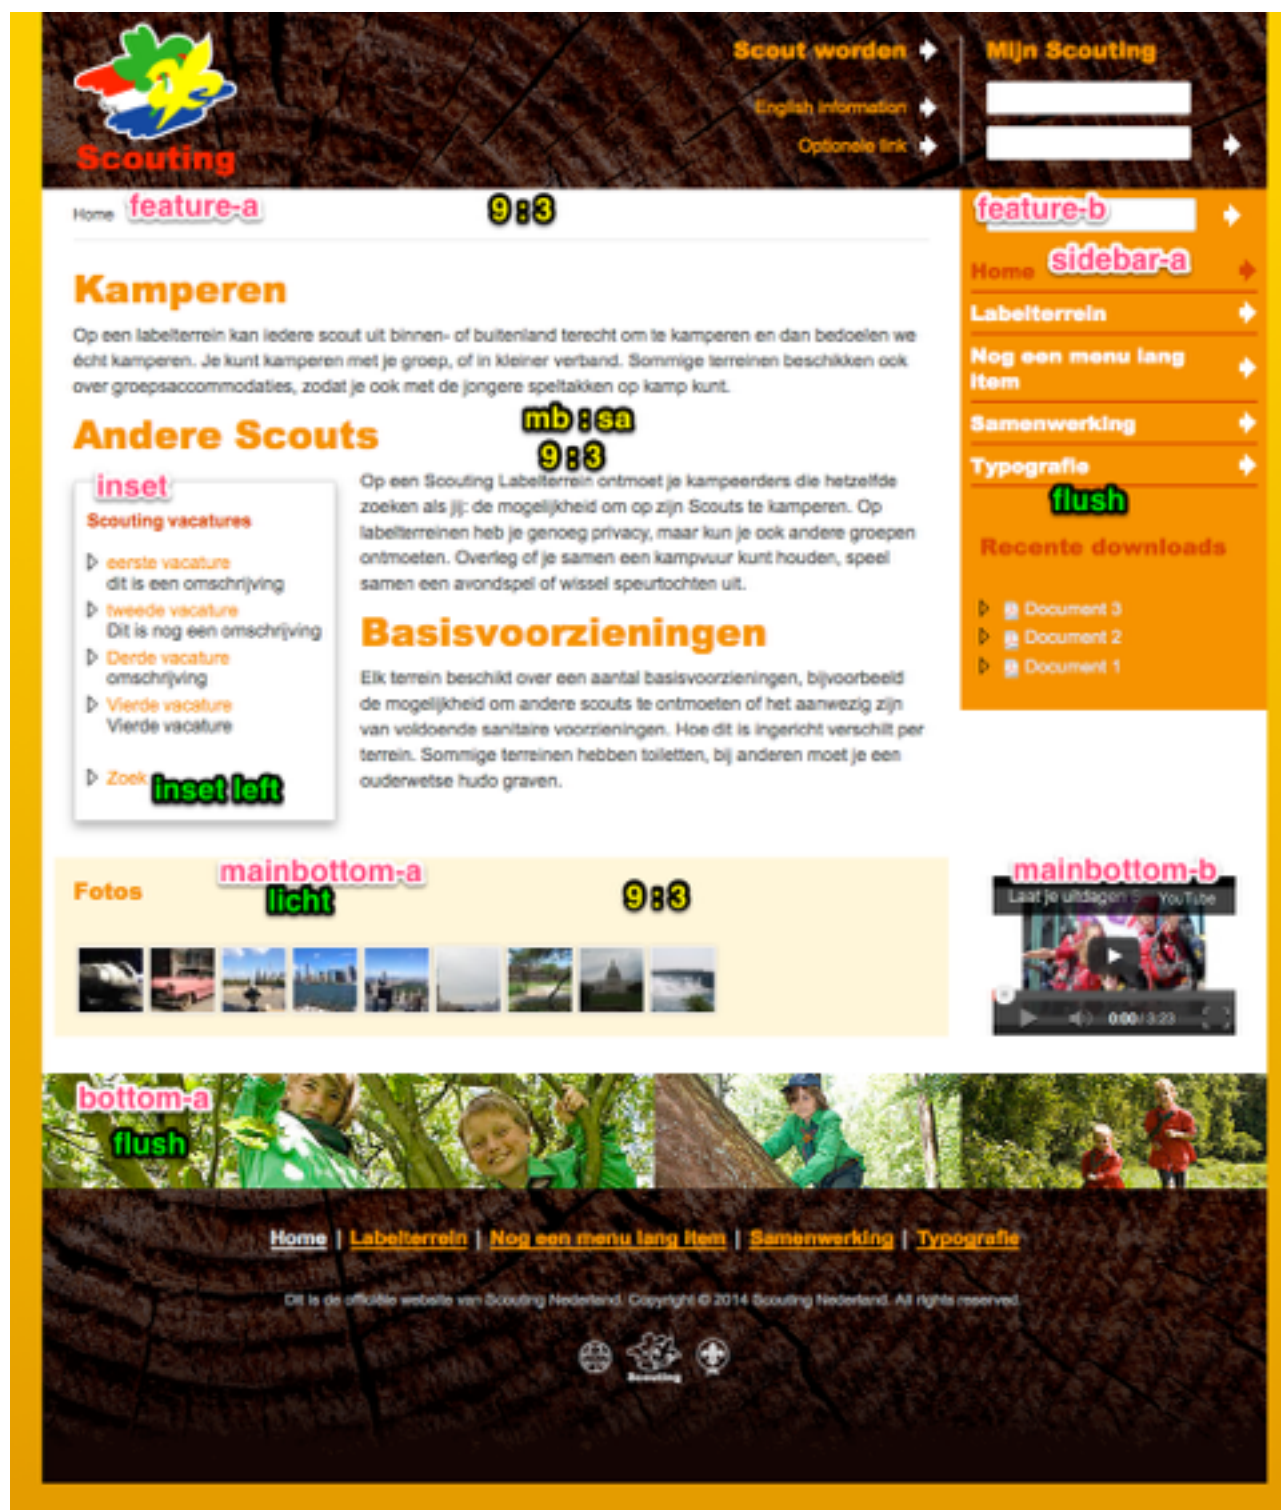 Scouting
Scout worden
English information
Optionele link
Mijn Scouting
Home
feature-a
9:3
feature-b
Kamperen
Op een labelterrein kan iedere scout uit binnen- of buitenland terecht om te kamperen en dan bedoelen we
écht kamperen. Je kunt kamperen met je groep, of in kleiner verband. Sommige terreinen beschikken ook
over groepsaccommodaties, zodat je ook met de jongere speltakken op kamp kunt.
mb:sa
9:3
Andere Scouts
inset
Scouting vacatures
eerste vacature
dit is een omschrijving
tweede vacature
Dit is nog een omschrijving
Derde vacature
omschrijving
Vierde vacature
Vierde vacature
Zoek
inset left
Op een Scouting Labelterrein ontmoet je kampeerders die hetzelfde
zoeken als jij: de mogelijkheid om op zijn Scouts te kamperen. Op
labelterreinen heb je genoeg privacy, maar kun je ook andere groepen
ontmoeten. Overleg of je samen een kampvuur kunt houden, speel
samen een avondspel of wissel speurtochten uit.
Basisvoorzieningen
Elk terrein beschikt over een aantal basisvoorzieningen, bijvoorbeeld
de mogelijkheid om andere scouts te ontmoeten of het aanwezig zijn
van voldoende sanitaire voorzieningen. Hoe dit is ingericht verschilt per
terrein. Sommige terreinen hebben toiletten, bij anderen moet je een
ouderwetse hudo graven.
sidebar-a
Home
Labelterrein
Nog een menu lang
item
Samenwerking
Typografie
flush
Recente downloads
Document 3
Document 2
Document 1
mainbottom-a
Fotos
licht
9:3
mainbottom-b
Laat je uitdagen S
YouTube
0:00 / 3:23
bottom-a
flush
Home | Labelterrein | Nog een menu lang item | Samenwerking | Typografie
Dit is de officiële website van Scouting Nederland. Copyright © 2014 Scouting Nederland. All rights reserved.
Scouting